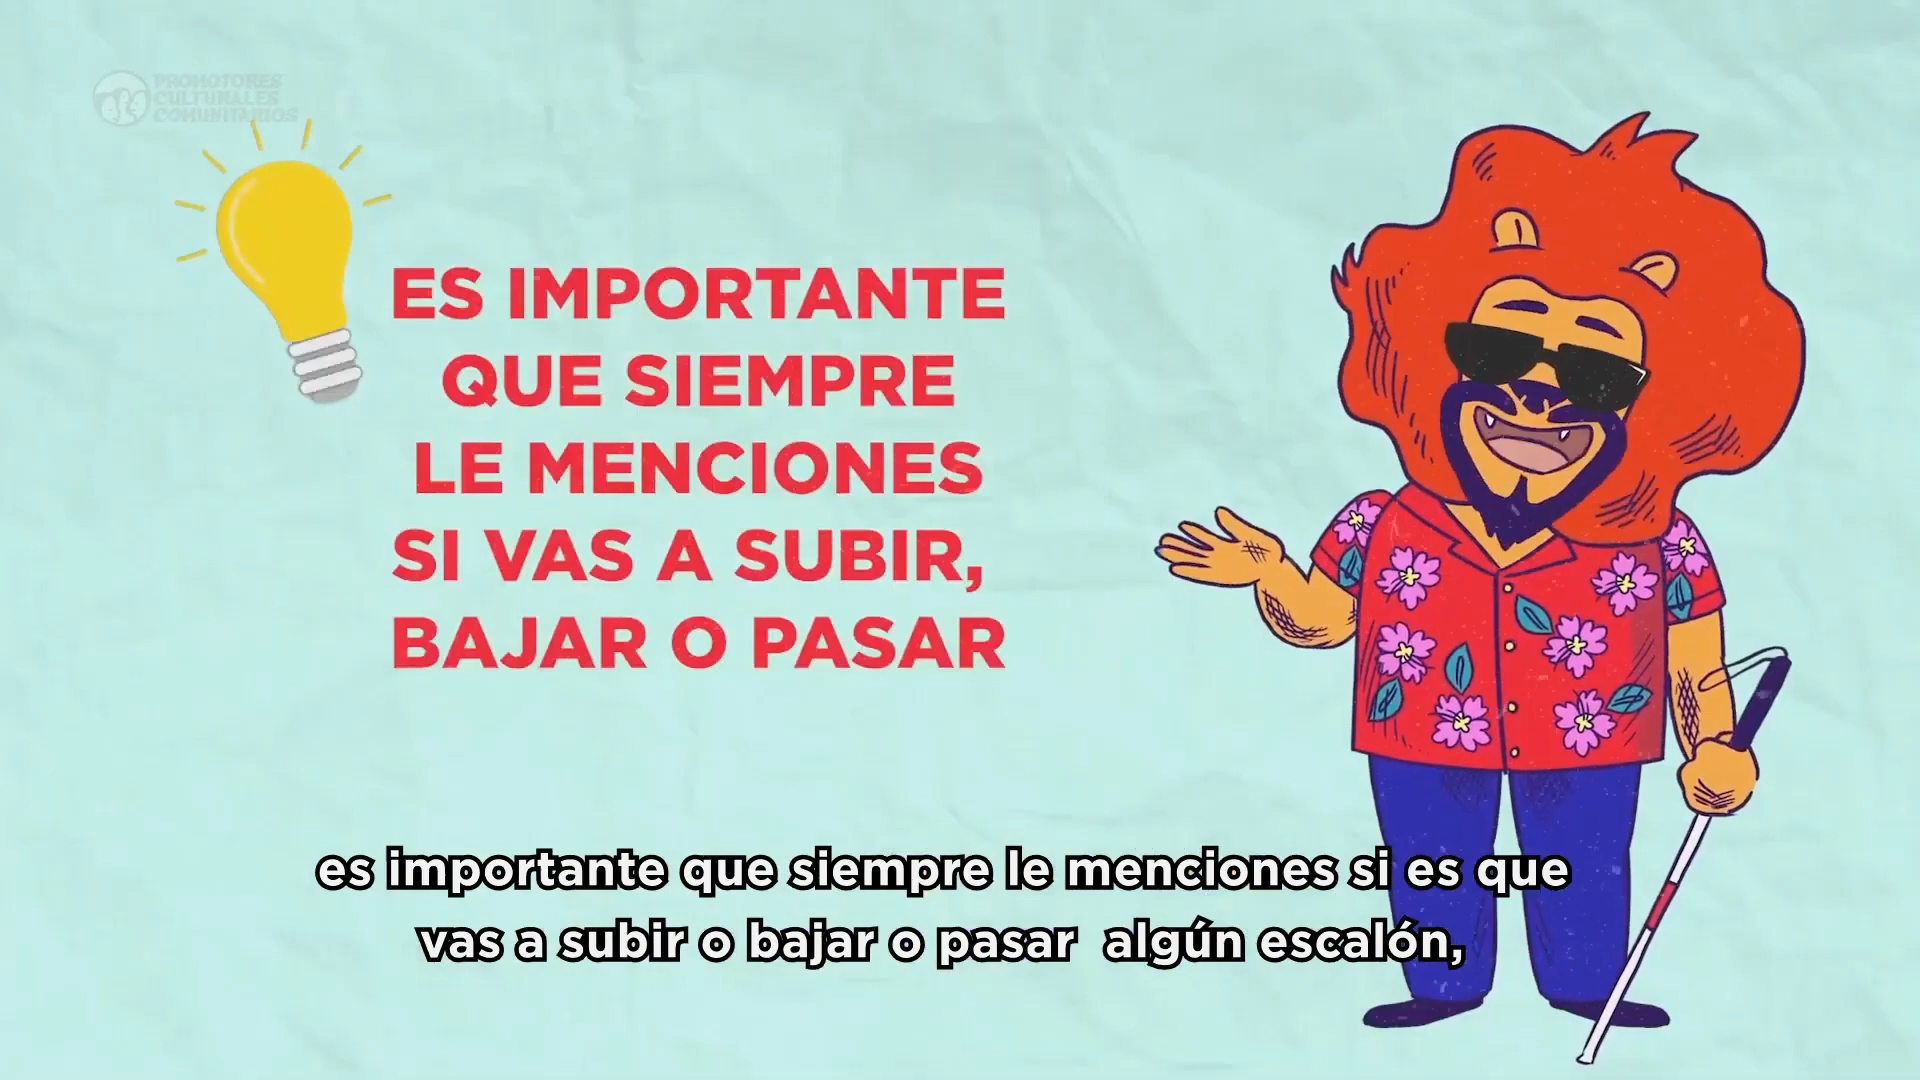 PROMOTORES
CULTURALES
COMUNITARIOS
ES IMPORTANTE
QUE SIEMPRE
LE MENCIONES
SI VAS A SUBIR,
BAJAR O PASAR
es importante que siempre le menciones si es que
vas a subir o bajar o pasar algún escalón,